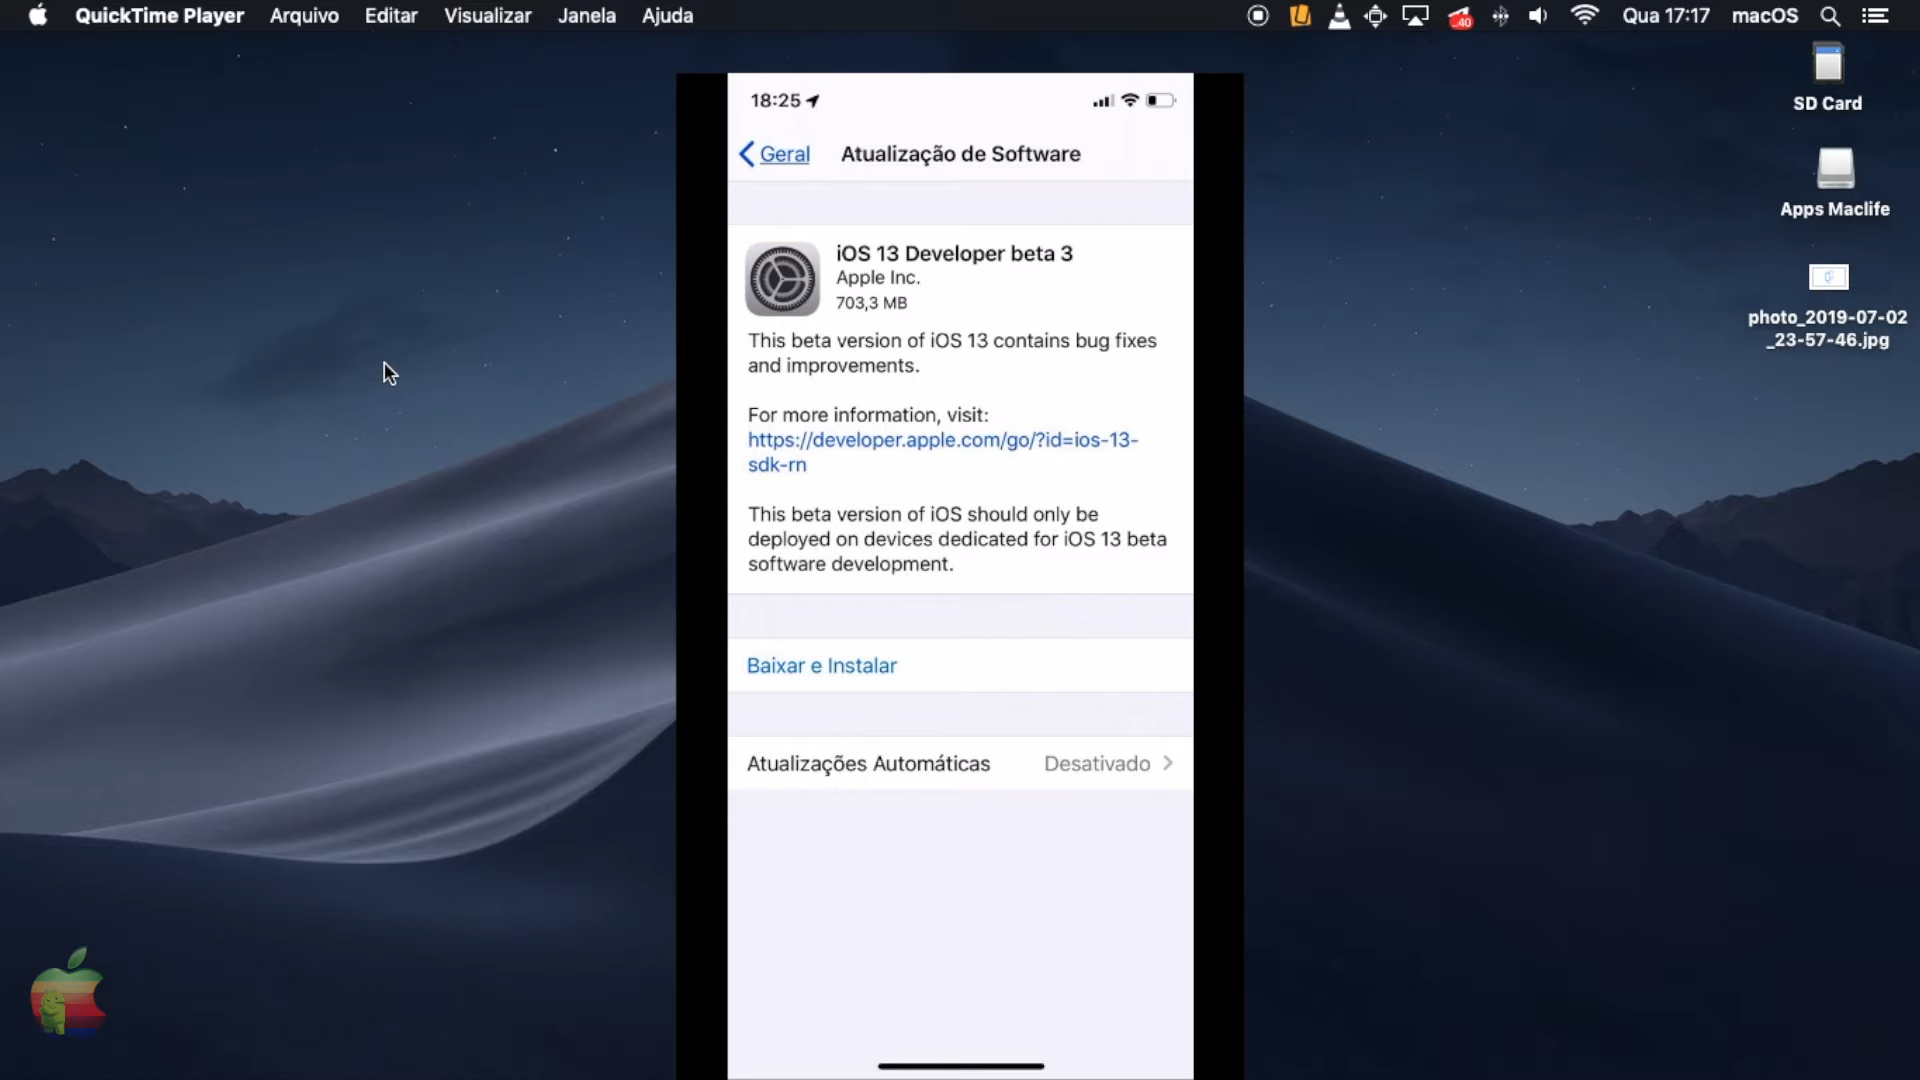 QuickTime Player Arquivo Editar Visualizar Janela Ajuda 40 Qua 17:17 macOS
SD Card
Apps Maclife
photo_2019-07-02
_23-57-46.jpg
18:25
Geral Atualização de Software
iOS 13 Developer beta 3
Apple Inc.
703,3 MB
This beta version of iOS 13 contains bug fixes
and improvements.
For more information, visit:
https://developer.apple.com/go/?id=ios-13-
sdk-rn
This beta version of iOS should only be
deployed on devices dedicated for iOS 13 beta
software development.
Baixar e Instalar
Atualizações Automáticas Desativado